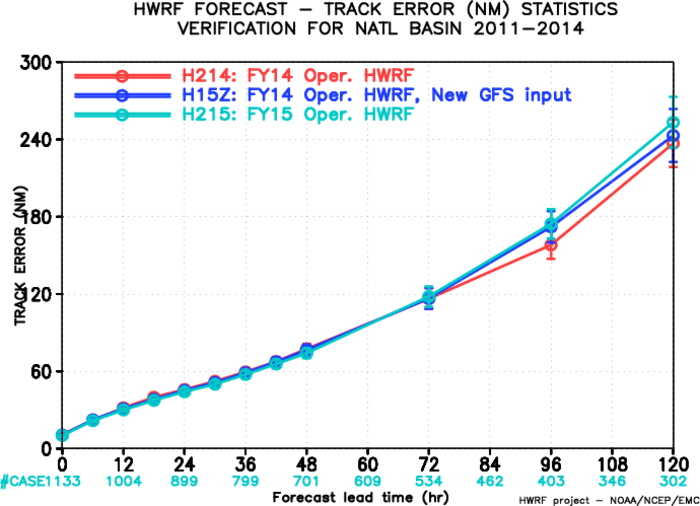 HWRF FORECAST – TRACK ERROR (NM) STATISTICS
VERIFICATION FOR NATL BASIN 2011–2014
H214: FY14 Oper. HWRF
H15Z: FY14 Oper. HWRF, New GFS input
H215: FY15 Oper. HWRF
TRACK ERROR (NM)
300
240
180
120
60
0
0 12 24 36 48 60 72 84 96 108 120
#CASE1133 1004 899 799 701 609 534 462 403 346 302
Forecast lead time (hr)
HWRF project – NOAA/NCEP/EMC